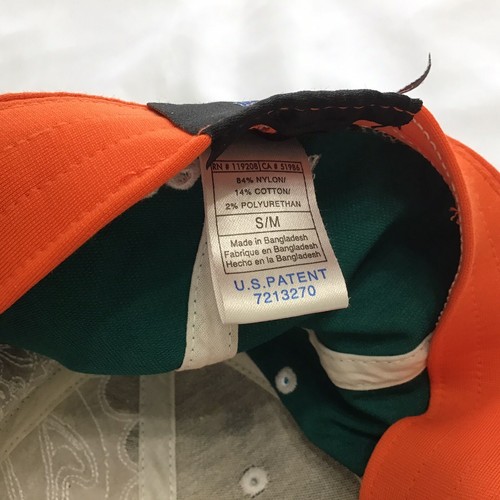 RN # 119208 CA # 51986
84% NYLON/
14% COTTON/
2% POLYURETHAN
S/M
Made in Bangladesh
Fabrique en Bangladesh
Hecho en la Bangladesh
U.S. PATENT
7213270